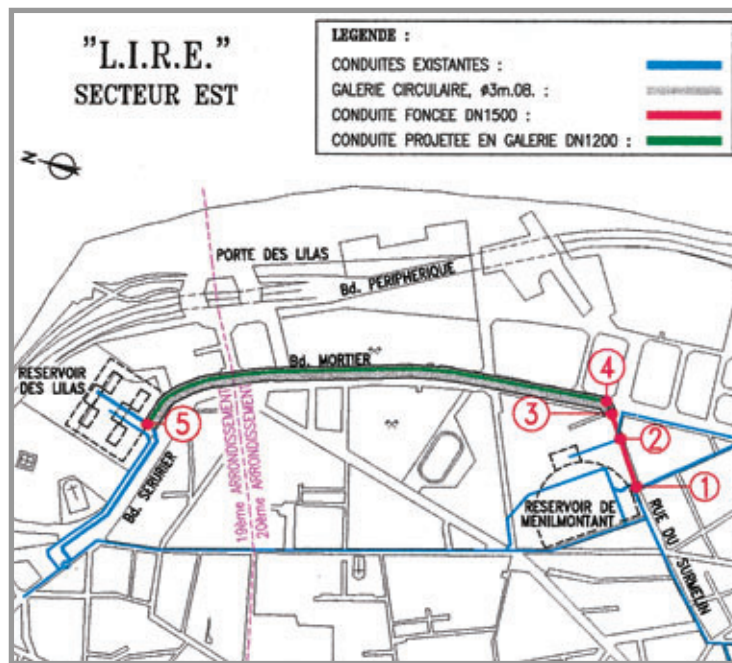 "L.I.R.E."
SECTEUR EST
LEGENDE :
CONDUITES EXISTANTES :
GALERIE CIRCULAIRE, ø3m.08. :
CONDUITE FONCEE DN1500 :
CONDUITE PROJETEE EN GALERIE DN1200 :
N
PORTE DES LILAS
Bd. PERIPHERIQUE
Bd. MORTIER
RESERVOIR
DES LILAS
4
3
5
2
1
Bd. SERURIER
19ème ARRONDISSEMENT
20ème ARRONDISSEMENT
RESERVOIR DE
MENILMONTANT
RUE DU SURMELIN